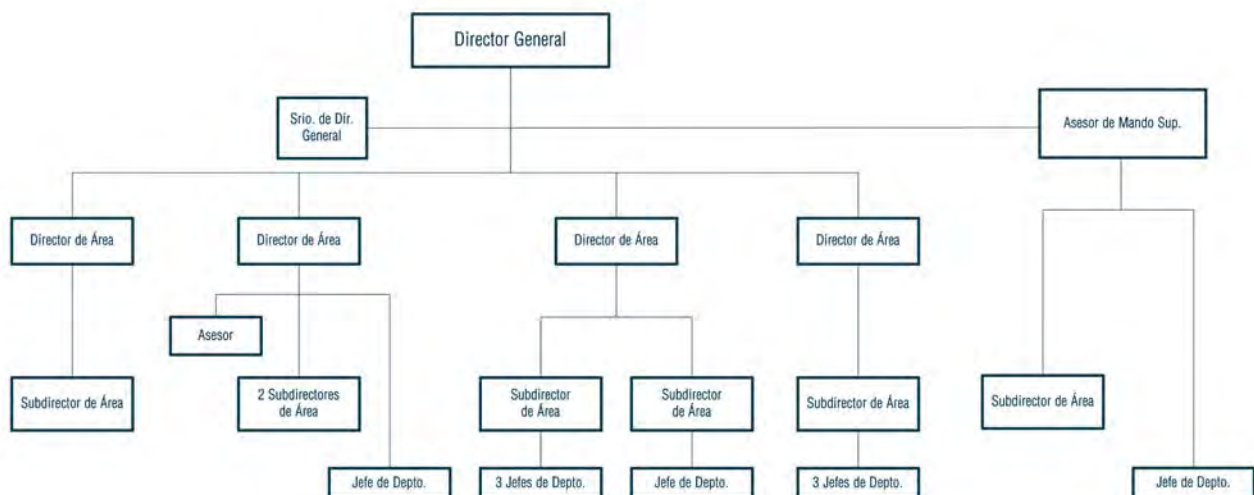 Director General
Srio. de Dir.
General
Asesor de Mando Sup.
Director de Área
Director de Área
Director de Área
Director de Área
Asesor
Subdirector de Área
2 Subdirectores
de Área
Subdirector
de Área
Subdirector
de Área
Subdirector de Área
Subdirector de Área
Jefe de Depto.
3 Jefes de Depto.
Jefe de Depto.
3 Jefes de Depto.
Jefe de Depto.